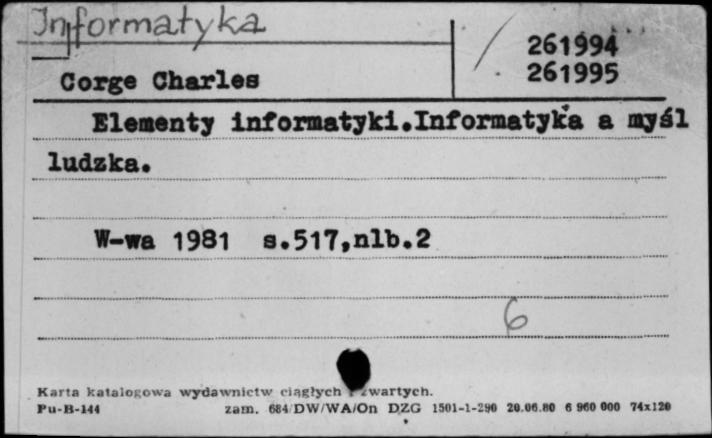 Informatyka
261994
Gorge Charles
261995
Elementy informatyki.Informatyka a myśl
ludzka.
W-wa 1981 s.517,nlb.2
6
Karta katalogowa wydawnictw ciągłych i zwartych.
Pu-B-144 zam. 684/DW/WA/On DZG 1501-1-290 20.06.80 6 960 000 74x120